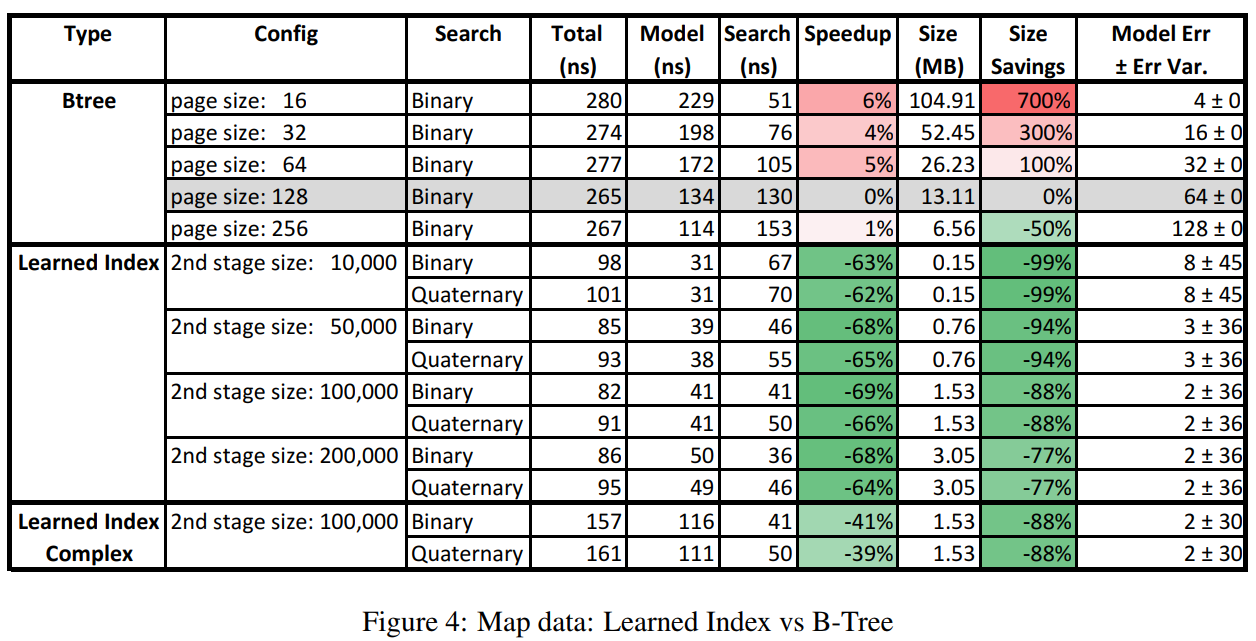 Type Config Search Total (ns) Model (ns) Search (ns) Speedup Size (MB) Size Savings Model Err ± Err Var.
Btree page size: 16 Binary 280 229 51 6% 104.91 700% 4 ± 0
page size: 32 Binary 274 198 76 4% 52.45 300% 16 ± 0
page size: 64 Binary 277 172 105 5% 26.23 100% 32 ± 0
page size: 128 Binary 265 134 130 0% 13.11 0% 64 ± 0
page size: 256 Binary 267 114 153 1% 6.56 -50% 128 ± 0
Learned Index 2nd stage size: 10,000 Binary 98 31 67 -63% 0.15 -99% 8 ± 45
Quaternary 101 31 70 -62% 0.15 -99% 8 ± 45
2nd stage size: 50,000 Binary 85 39 46 -68% 0.76 -94% 3 ± 36
Quaternary 93 38 55 -65% 0.76 -94% 3 ± 36
2nd stage size: 100,000 Binary 82 41 41 -69% 1.53 -88% 2 ± 36
Quaternary 91 41 50 -66% 1.53 -88% 2 ± 36
2nd stage size: 200,000 Binary 86 50 36 -68% 3.05 -77% 2 ± 36
Quaternary 95 49 46 -64% 3.05 -77% 2 ± 36
Learned Index 2nd stage size: 100,000 Binary 157 116 41 -41% 1.53 -88% 2 ± 30
Complex Quaternary 161 111 50 -39% 1.53 -88% 2 ± 30
Figure 4: Map data: Learned Index vs B-Tree